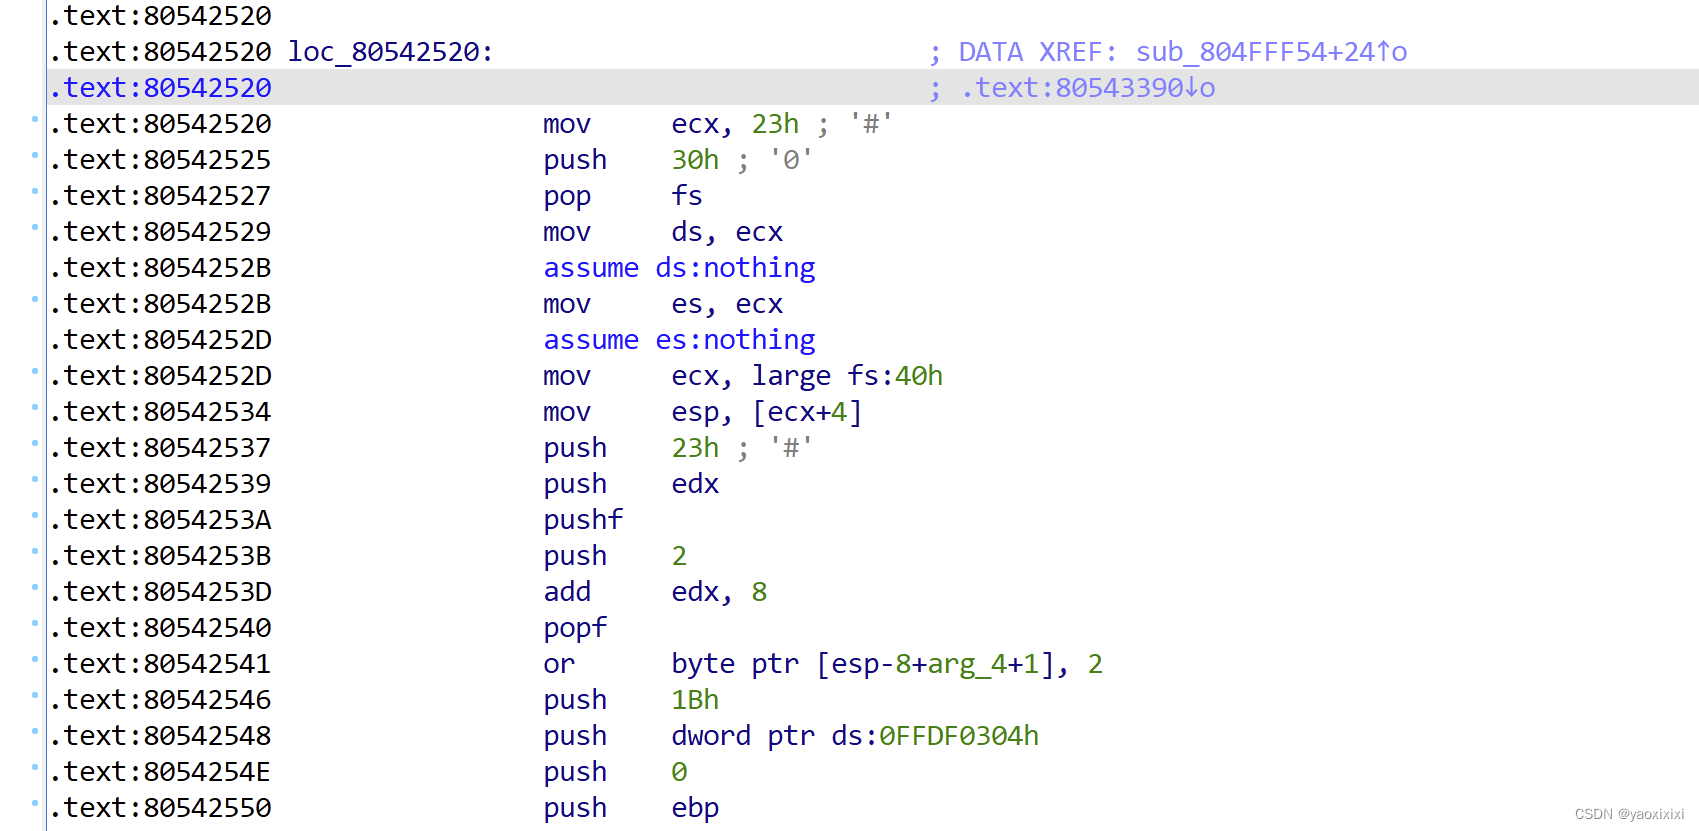 .text:80542520
.text:80542520 loc_80542520: ; DATA XREF: sub_804FFF54+24↑o
.text:80542520 ; .text:80543390↓o
.text:80542520 mov ecx, 23h ; '#'
.text:80542525 push 30h ; '0'
.text:80542527 pop fs
.text:80542529 mov ds, ecx
.text:8054252B assume ds:nothing
.text:8054252B mov es, ecx
.text:8054252D assume es:nothing
.text:8054252D mov ecx, large fs:40h
.text:80542534 mov esp, [ecx+4]
.text:80542537 push 23h ; '#'
.text:80542539 push edx
.text:8054253A pushf
.text:8054253B push 2
.text:8054253D add edx, 8
.text:80542540 popf
.text:80542541 or byte ptr [esp-8+arg_4+1], 2
.text:80542546 push 1Bh
.text:80542548 push dword ptr ds:0FFDF0304h
.text:8054254E push 0
.text:80542550 push ebp
CSDN @yaoxixixi